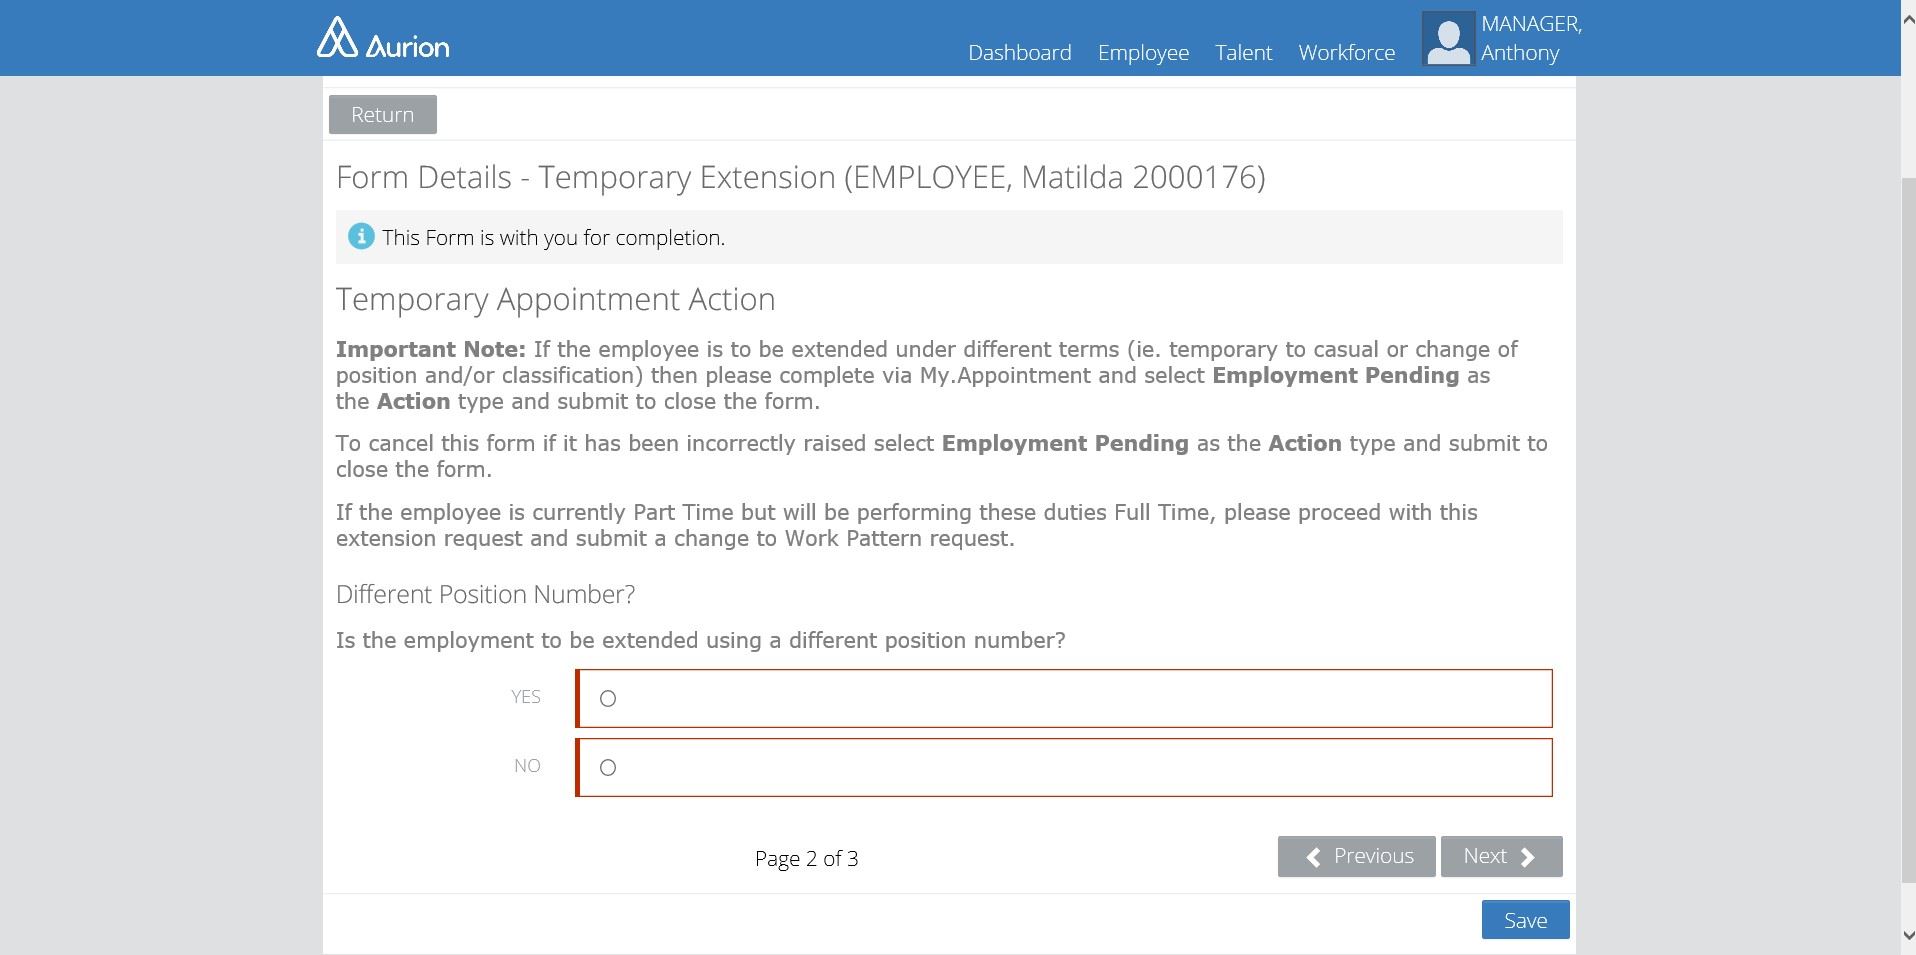 Aurion
Dashboard Employee Talent Workforce
MANAGER,
Anthony
Return
Form Details - Temporary Extension (EMPLOYEE, Matilda 2000176)
This Form is with you for completion.
Temporary Appointment Action
Important Note: If the employee is to be extended under different terms (ie. temporary to casual or change of
position and/or classification) then please complete via My.Appointment and select Employment Pending as
the Action type and submit to close the form.
To cancel this form if it has been incorrectly raised select Employment Pending as the Action type and submit to
close the form.
If the employee is currently Part Time but will be performing these duties Full Time, please proceed with this
extension request and submit a change to Work Pattern request.
Different Position Number?
Is the employment to be extended using a different position number?
YES
NO
Page 2 of 3
Previous
Next
Save